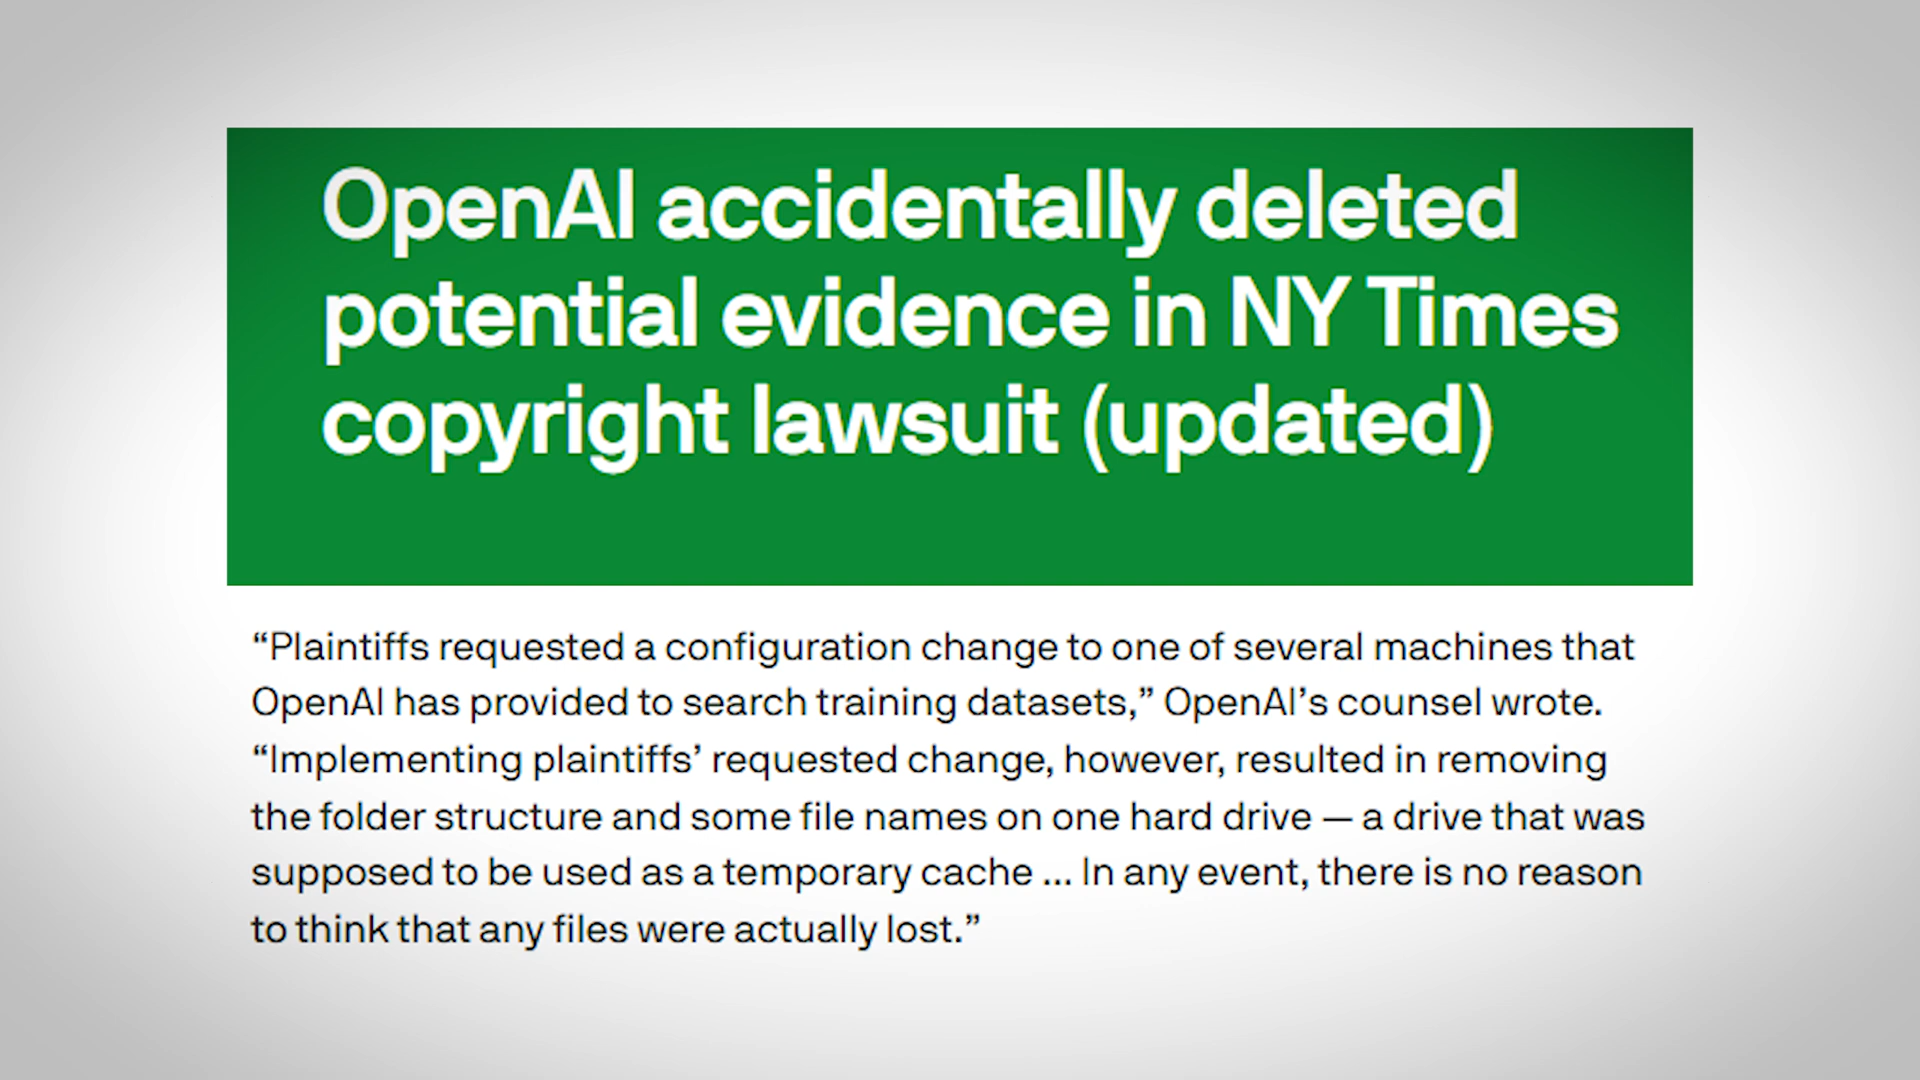 OpenAI accidentally deleted
potential evidence in NY Times
copyright lawsuit (updated)
“Plaintiffs requested a configuration change to one of several machines that
OpenAI has provided to search training datasets,” OpenAI’s counsel wrote.
“Implementing plaintiffs’ requested change, however, resulted in removing
the folder structure and some file names on one hard drive — a drive that was
supposed to be used as a temporary cache ... In any event, there is no reason
to think that any files were actually lost.”